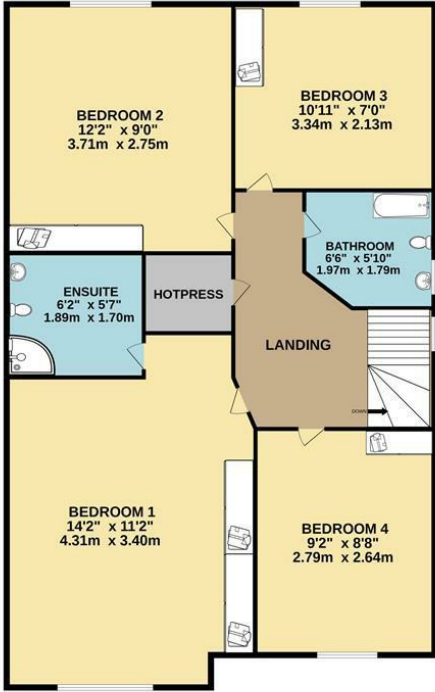 BEDROOM 2
12'2" x 9'0"
3.71m x 2.75m
BEDROOM 3
10'11" x 7'0"
3.34m x 2.13m
BATHROOM
6'6" x 5'10"
1.97m x 1.79m
ENSUITE
6'2" x 5'7"
1.89m x 1.70m
HOTPRESS
LANDING
DOWN
BEDROOM 1
14'2" x 11'2"
4.31m x 3.40m
BEDROOM 4
9'2" x 8'8"
2.79m x 2.64m